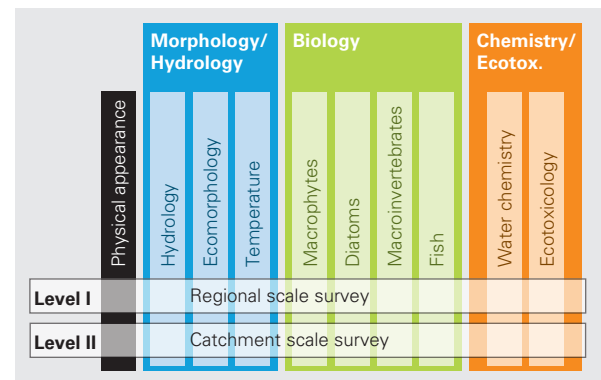 Morphology/
Hydrology
Biology
Chemistry/
Ecotox.
Physical appearance
Hydrology
Ecomorphology
Temperature
Macrophytes
Diatoms
Macroinvertebrates
Fish
Water chemistry
Ecotoxicology
Level I
Regional scale survey
Level II
Catchment scale survey